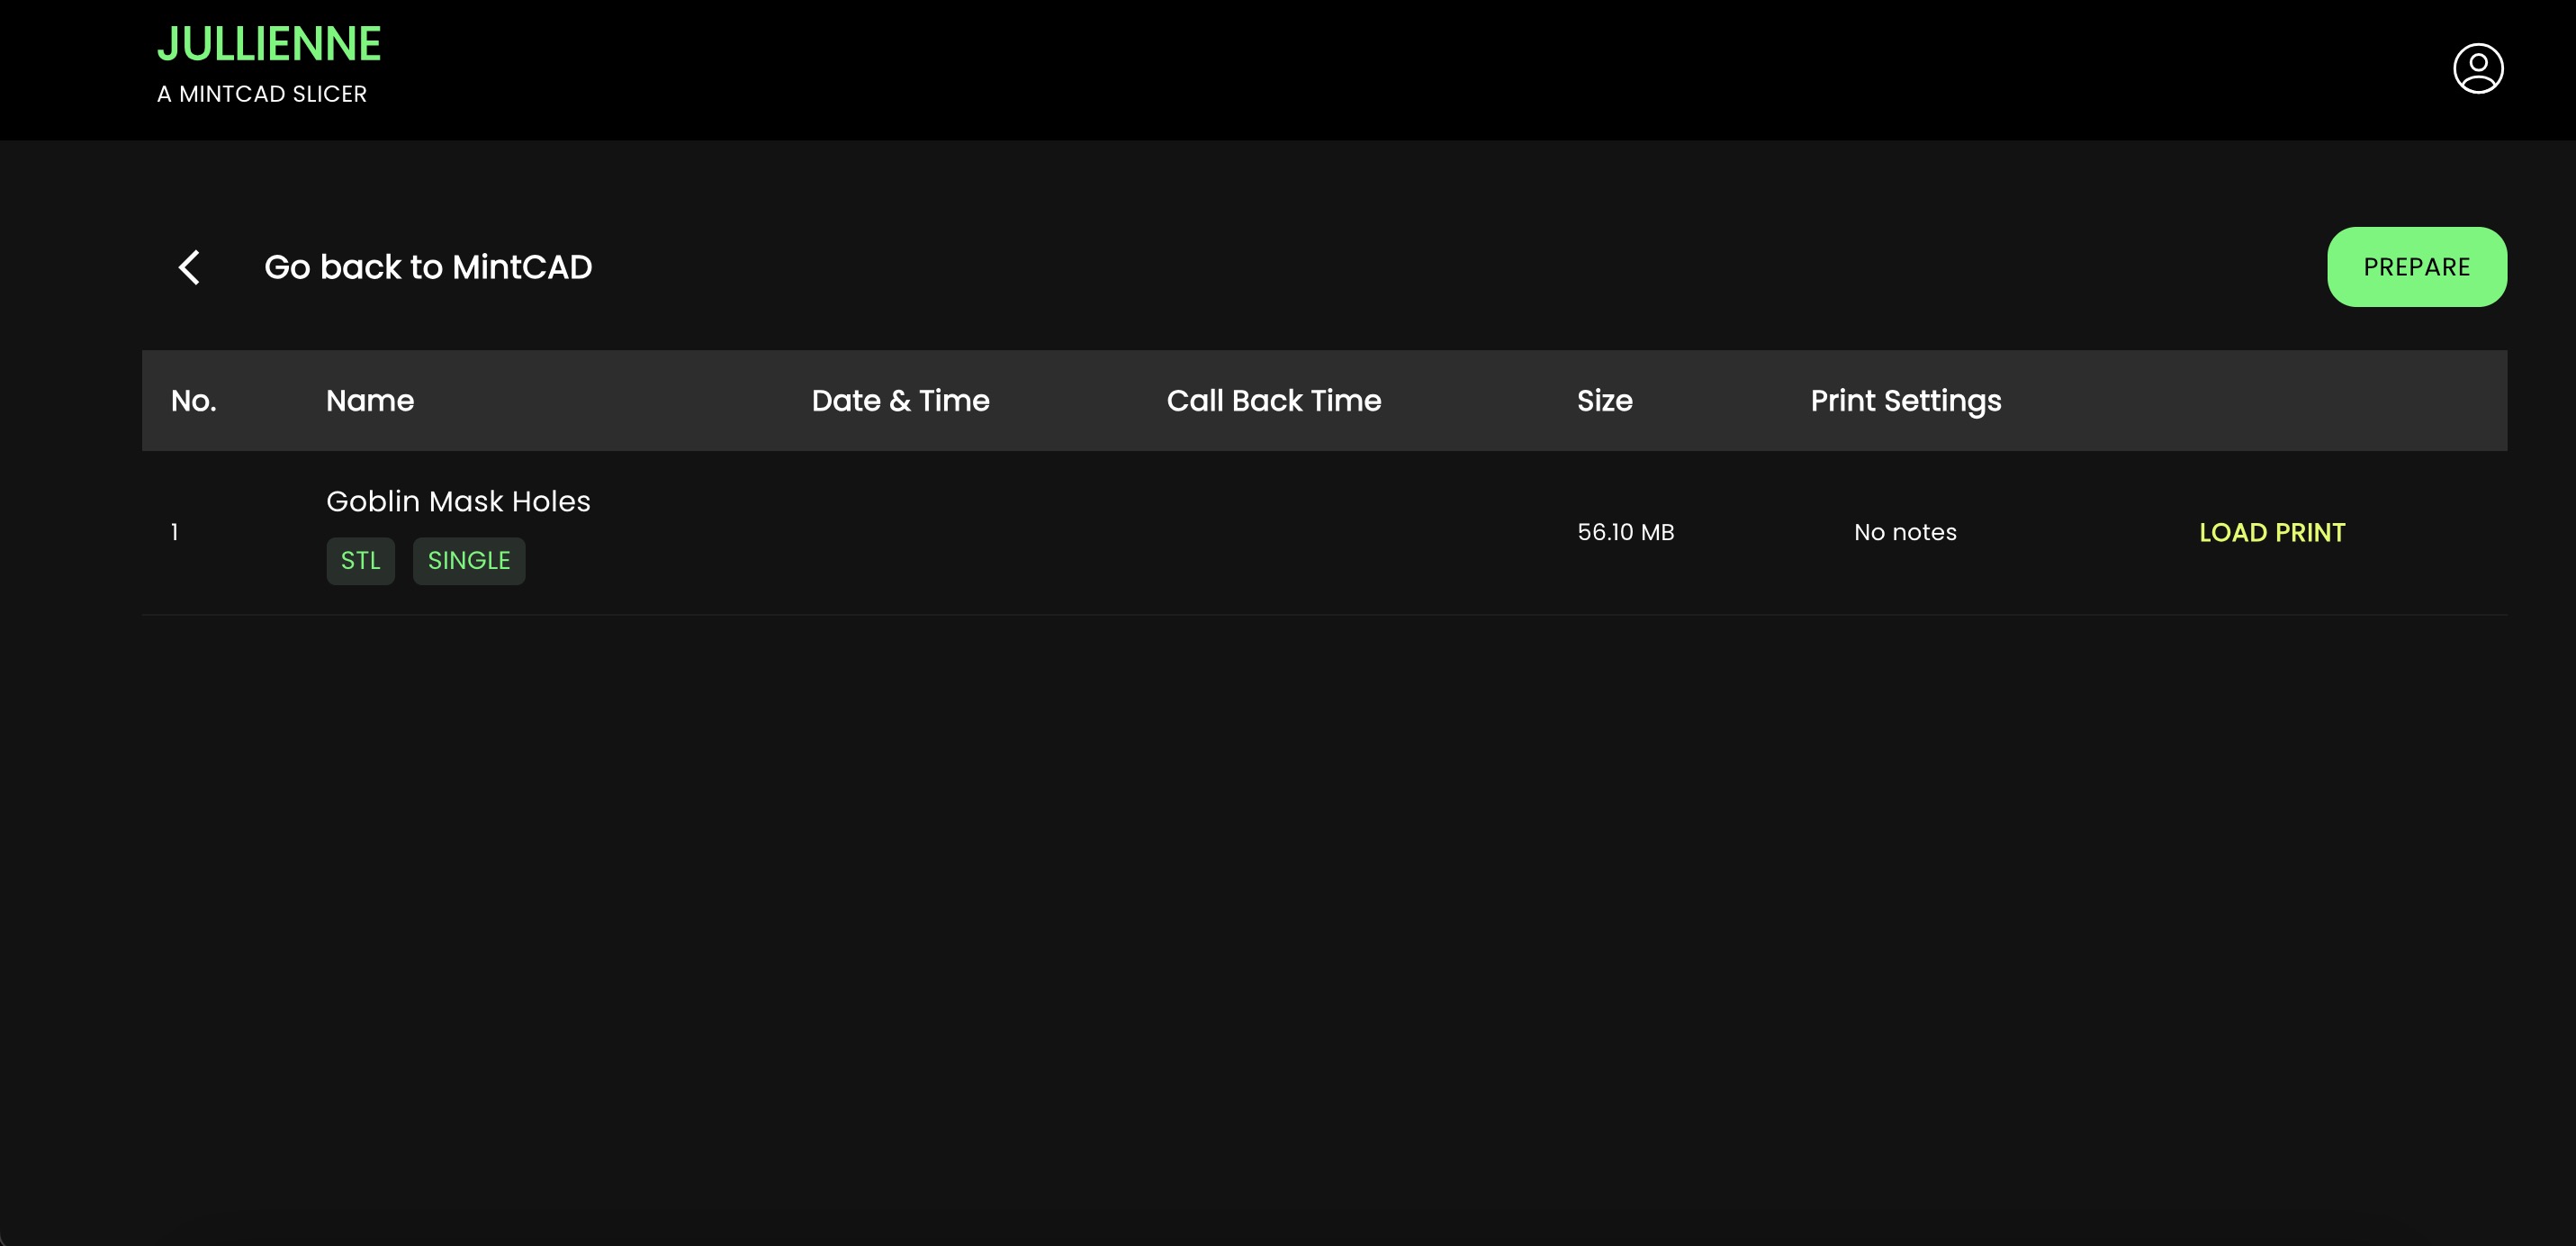 JULLIENNE
A MINTCAD SLICER
Go back to MintCAD
PREPARE
No. Name Date & Time Call Back Time Size Print Settings
1 Goblin Mask Holes 56.10 MB No notes LOAD PRINT
STL SINGLE